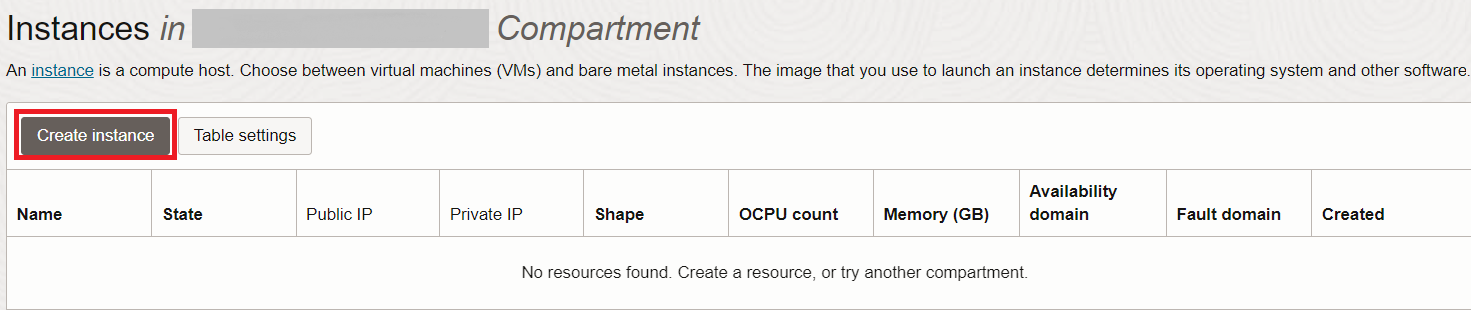 Instances in Compartment
An instance is a compute host. Choose between virtual machines (VMs) and bare metal instances. The image that you use to launch an instance determines its operating system and other software.
Create instance Table settings
Name State Public IP Private IP Shape OCPU count Memory (GB) Availability domain Fault domain Created
No resources found. Create a resource, or try another compartment.